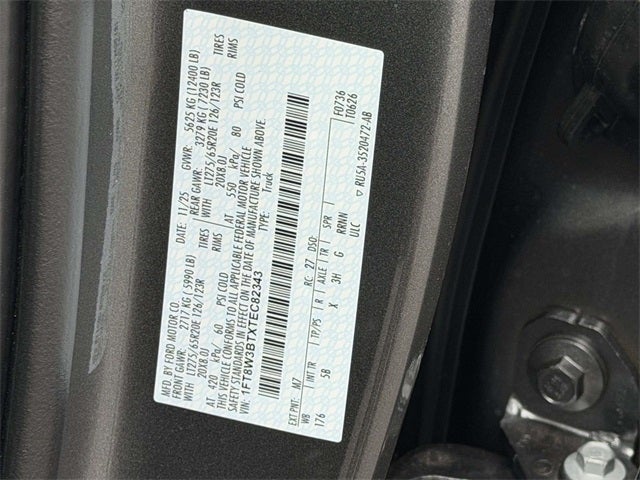 MFD. BY FORD MOTOR CO.
DATE: 11/25 GVWR: 5625 KG (12400 LB)
FRONT GAWR: 2717 KG (5990 LB) REAR GAWR: 3279 KG (7230 LB)
WITH LT275/65R20E 126/123R TIRES WITH LT275/65R20E 126/123R TIRES
20X8.0J RIMS 20X8.0J RIMS
AT 420 kPa/ 60 PSI COLD AT 550 kPa/ 80 PSI COLD
THIS VEHICLE CONFORMS TO ALL APPLICABLE FEDERAL MOTOR VEHICLE
SAFETY STANDARDS IN EFFECT ON THE DATE OF MANUFACTURE SHOWN ABOVE.
1FT8W3BTXTEC82343 TYPE: Truck
F0736
T0626
EXT PNT: M7 RC: 27 DSO:
WB INT TR TP/PS R AXLE TR SPR
176 5B X 3H G RRNN
ULC
▽ RU5A-3520472-AB